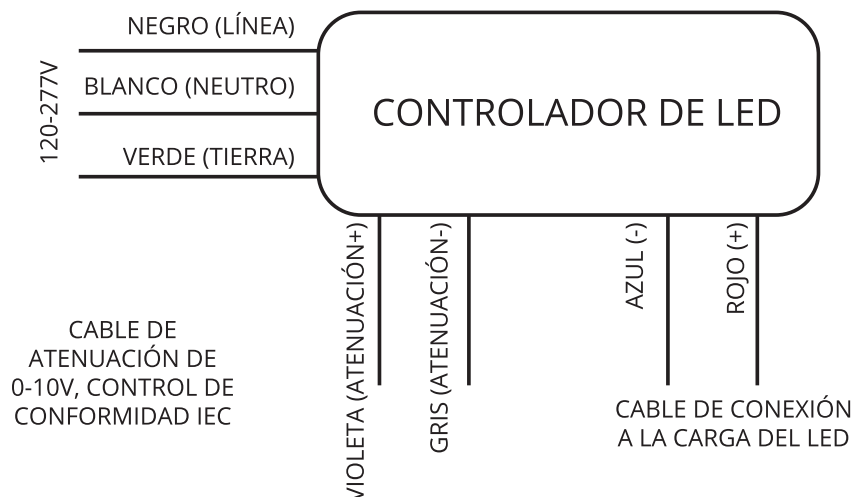 NEGRO (LÍNEA)
BLANCO (NEUTRO)
VERDE (TIERRA)
120-277V
CONTROLADOR DE LED
VIOLETA (ATENUACIÓN+)
GRIS (ATENUACIÓN-)
AZUL (-)
ROJO (+)
CABLE DE
ATENUACIÓN DE
0-10V, CONTROL DE
CONFORMIDAD IEC
CABLE DE CONEXIÓN
A LA CARGA DEL LED